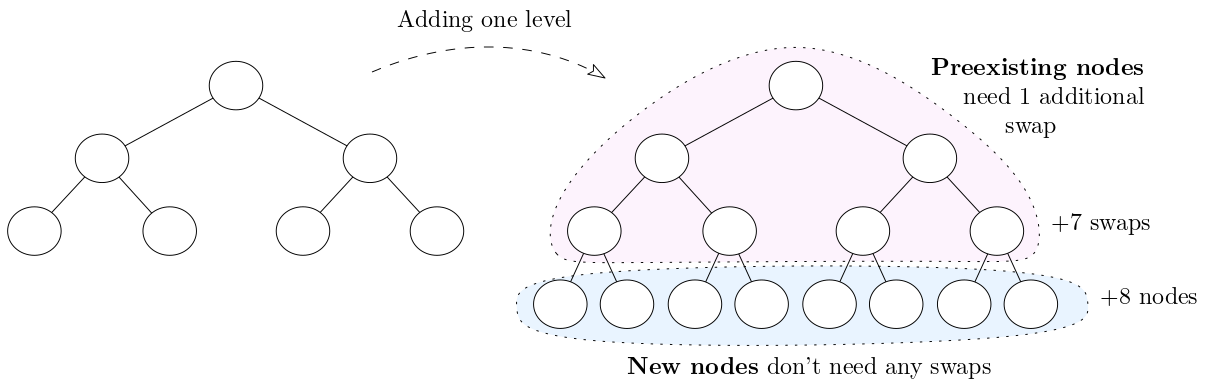 Adding one level
Preexisting nodes
need 1 additional
swap
+7 swaps
+8 nodes
New nodes don't need any swaps